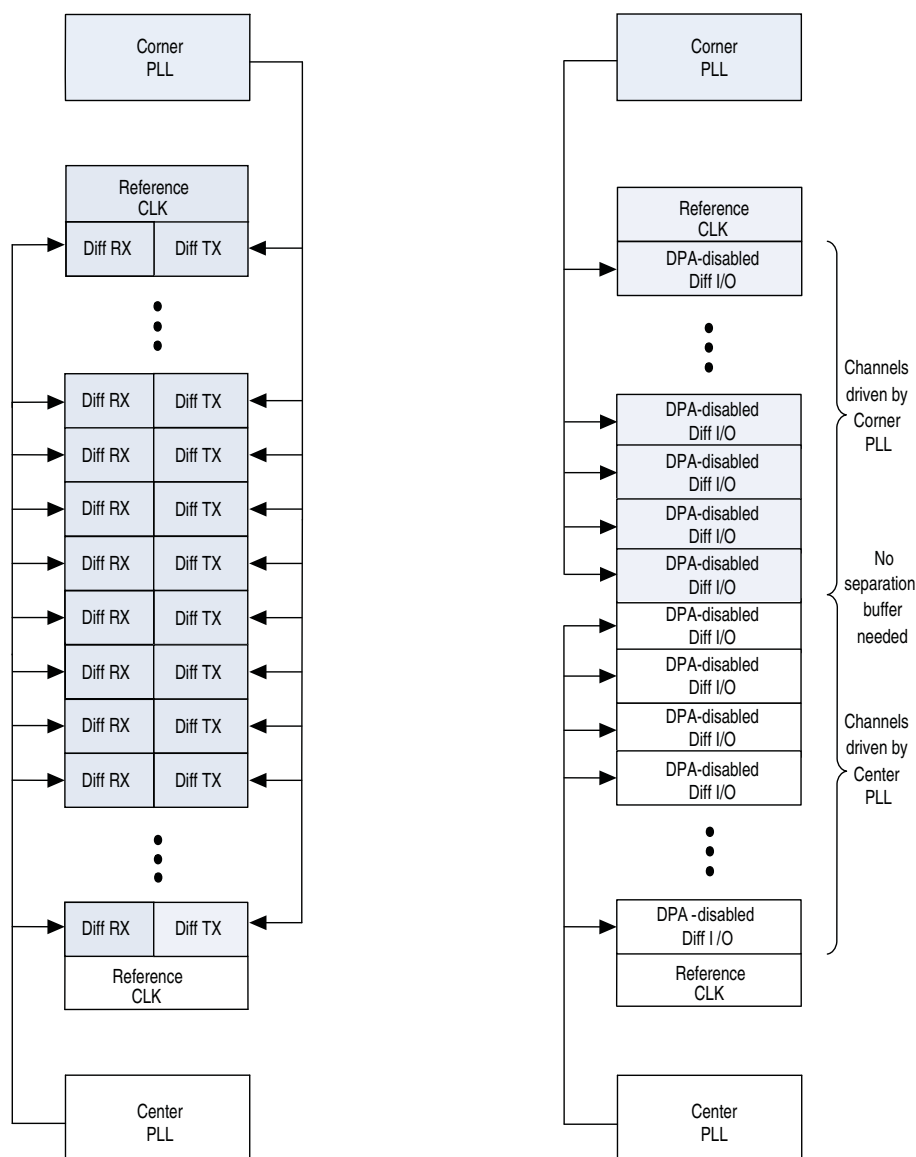 Corner
PLL
Reference
CLK
Diff RX
Diff TX
Diff RX
Diff TX
Diff RX
Diff TX
Diff RX
Diff TX
Diff RX
Diff TX
Diff RX
Diff TX
Diff RX
Diff TX
Diff RX
Diff TX
Diff RX
Diff TX
Diff RX
Diff TX
Reference
CLK
Center
PLL
Corner
PLL
Reference
CLK
DPA-disabled
Diff I/O
DPA-disabled
Diff I/O
DPA-disabled
Diff I/O
DPA-disabled
Diff I/O
DPA-disabled
Diff I/O
DPA-disabled
Diff I/O
DPA-disabled
Diff I/O
DPA-disabled
Diff I/O
DPA-disabled
Diff I/O
DPA -disabled
Diff I /O
Reference
CLK
Center
PLL
Channels
driven by
Corner
PLL
No
separation
buffer
needed
Channels
driven by
Center
PLL